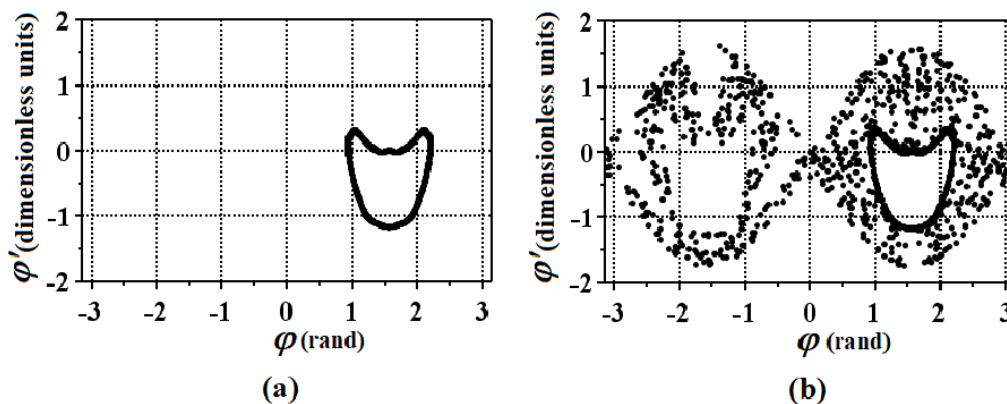 2
1
0
-1
-2
φ'(dimensionless units)
-3 -2 -1 0 1 2 3
φ (rand)
(a)
2
1
0
-1
-2
φ'(dimensionless units)
-3 -2 -1 0 1 2 3
φ (rand)
(b)